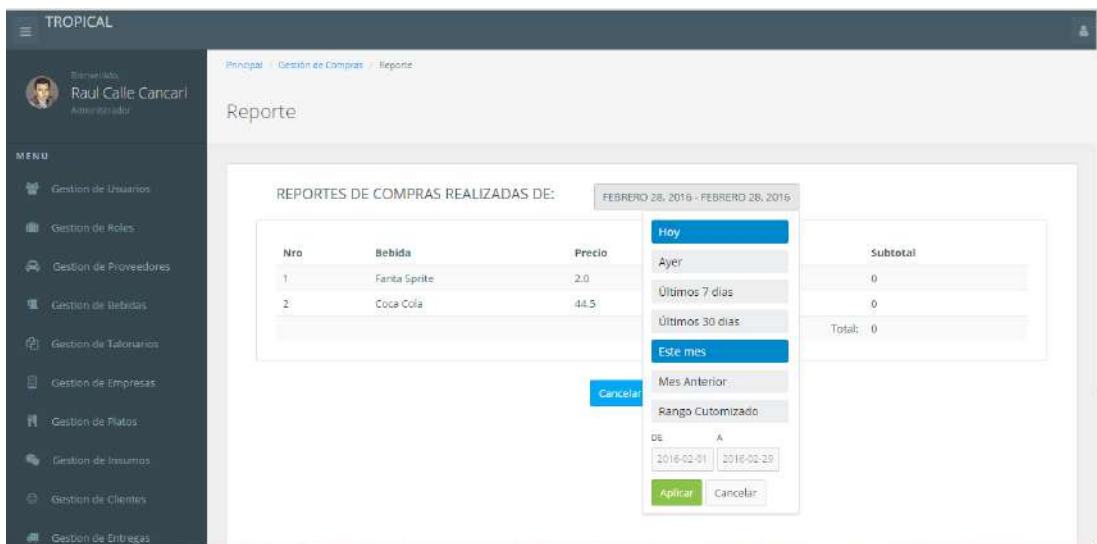 TROPICAL
Bienvenido,
Raul Calle Cancari
Administrador
MENU
Gestion de Usuarios
Gestion de Roles
Gestion de Proveedores
Gestion de Bebidas
Gestion de Talonarios
Gestion de Empresas
Gestion de Platos
Gestion de Insumos
Gestion de Clientes
Gestion de Entregas
Principal / Gestión de Compras / Reporte
Reporte
REPORTES DE COMPRAS REALIZADAS DE:
FEBRERO 28, 2016 - FEBRERO 28, 2016
Nro Bebida Precio Subtotal
1 Fanta Sprite 2.0 0
2 Coca Cola 44.5 0
Total: 0
Cancelar
Hoy
Ayer
Últimos 7 dias
Últimos 30 dias
Este mes
Mes Anterior
Rango Cutomizado
DE A
2016-02-01 2016-02-29
Aplicar Cancelar